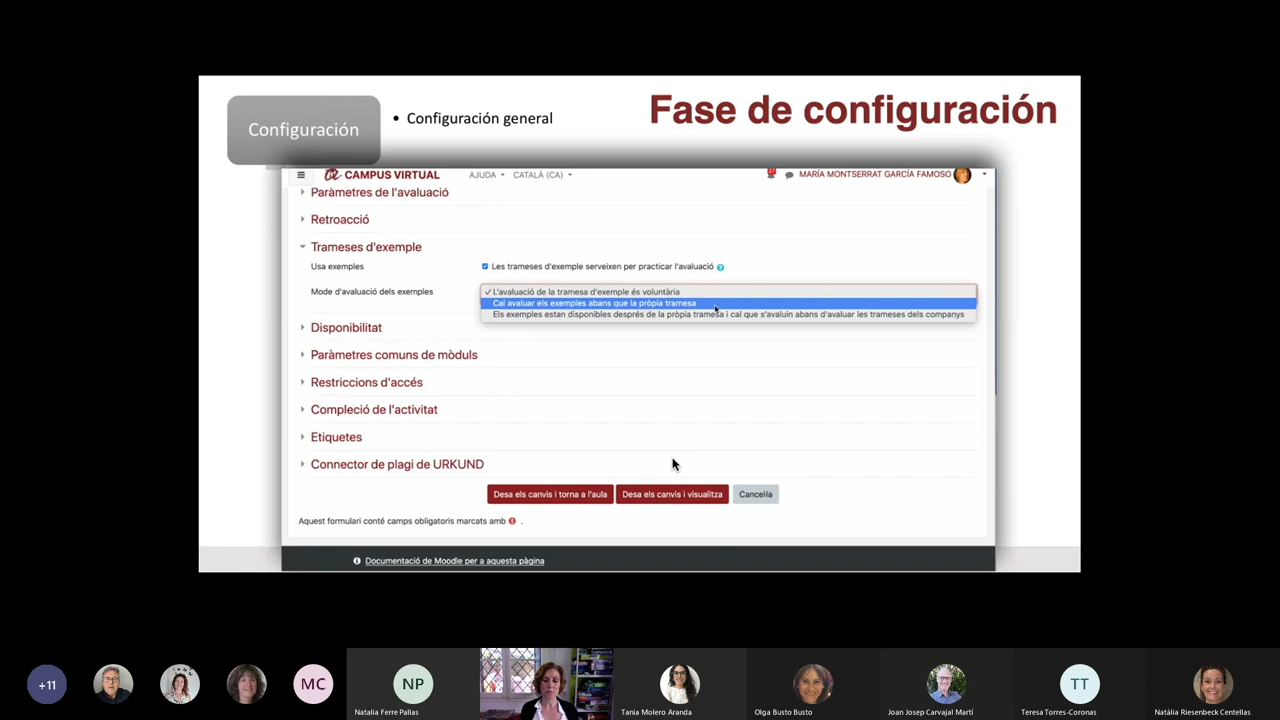 Configuración
• Configuración general
Fase de configuración
CAMPUS VIRTUAL
AJUDA
CATALÀ (CA)
MARÍA MONTSERRAT GARCÍA FAMOSO
Paràmetres de l'avaluació
Retroacció
Trameses d'exemple
Usa exemples
Les trameses d'exemple serveixen per practicar l'avaluació
Mode d'avaluació dels exemples
✓ L'avaluació de la tramesa d'exemple és voluntària
Cal avaluar els exemples abans que la pròpia tramesa
Els exemples estan disponibles després de la pròpia tramesa i cal que s'avaluin abans d'avaluar les trameses dels companys
Disponibilitat
Paràmetres comuns de mòduls
Restriccions d'accés
Compleció de l'activitat
Etiquetes
Connector de plagi de URKUND
Desa els canvis i torna a l'aula
Desa els canvis i visualitza
Cancel·la
Aquest formulari conté camps obligatoris marcats amb .
Documentació de Moodle per a aquesta pàgina
+11
MC
NP
TT
Natalia Ferre Pallas
Tania Molero Aranda
Olga Busto Busto
Joan Josep Carvajal Martí
Teresa Torres-Coronas
Natàlia Riesenbeck Centellas